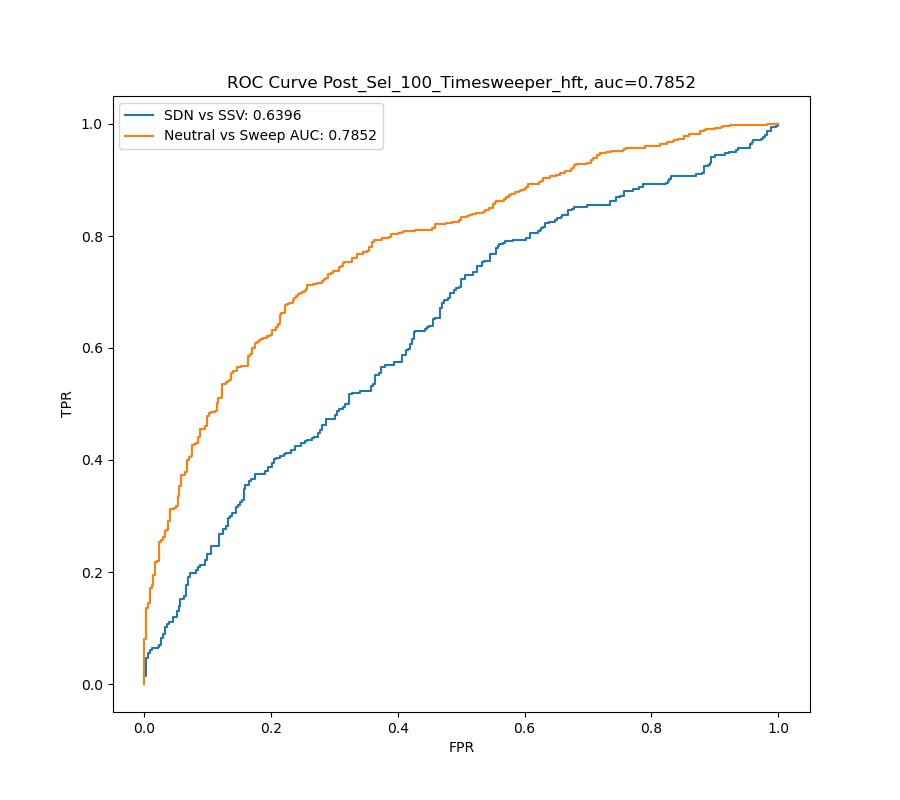 ROC Curve Post_Sel_100_Timesweeper_hft, auc=0.7852
SDN vs SSV: 0.6396
Neutral vs Sweep AUC: 0.7852
1.0
0.8
0.6
0.4
0.2
0.0
TPR
0.0 0.2 0.4 0.6 0.8 1.0
FPR